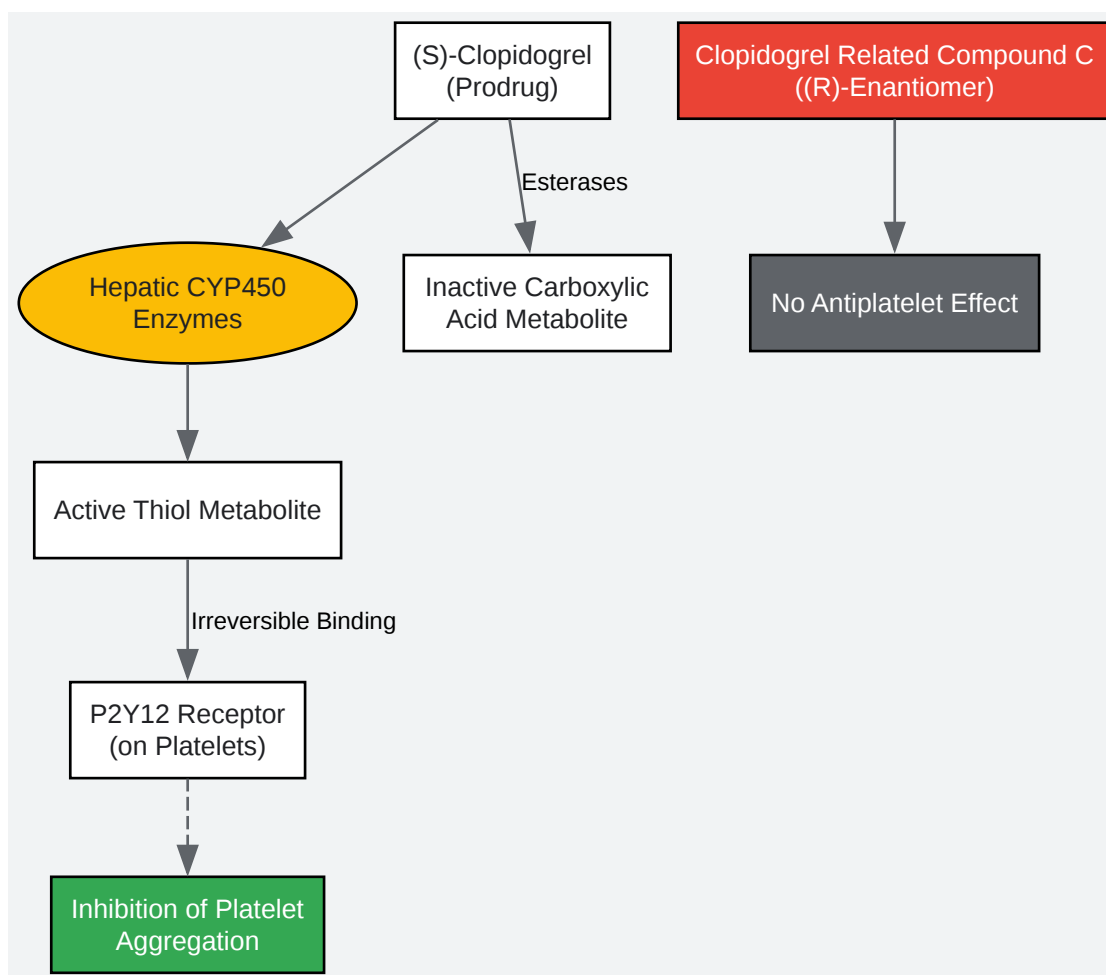 (S)-Clopidogrel
(Prodrug)
Clopidogrel Related Compound C
((R)-Enantiomer)
Esterases
Hepatic CYP450
Enzymes
Inactive Carboxylic
Acid Metabolite
No Antiplatelet Effect
Active Thiol Metabolite
Irreversible Binding
P2Y12 Receptor
(on Platelets)
Inhibition of Platelet
Aggregation